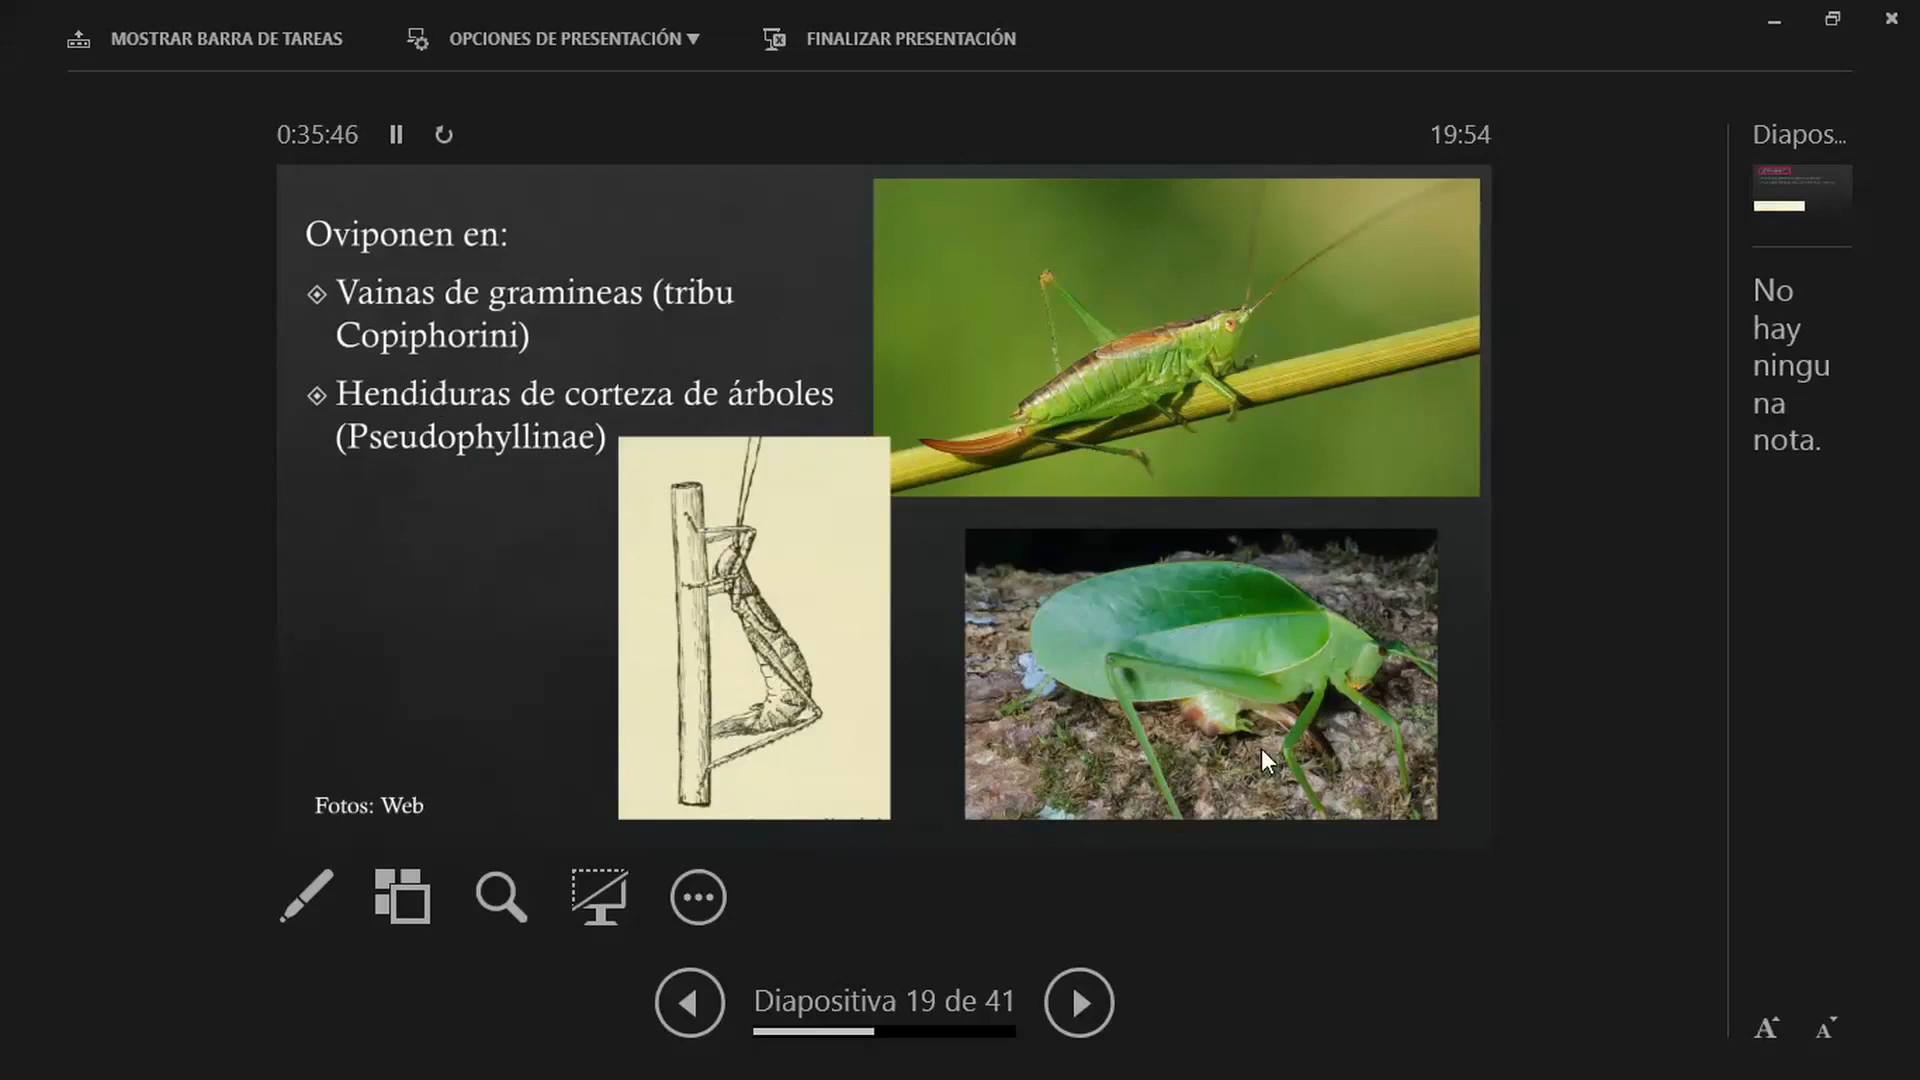 MOSTRAR BARRA DE TAREAS
OPCIONES DE PRESENTACIÓN
FINALIZAR PRESENTACIÓN
0:35:46
19:54
Oviponen en:
Vainas de gramineas (tribu
Copiphorini)
Hendiduras de corteza de árboles
(Pseudophyllinae)
Fotos: Web
Diapositiva 19 de 41
Diapos...
No
hay
ningu
na
nota.
A A